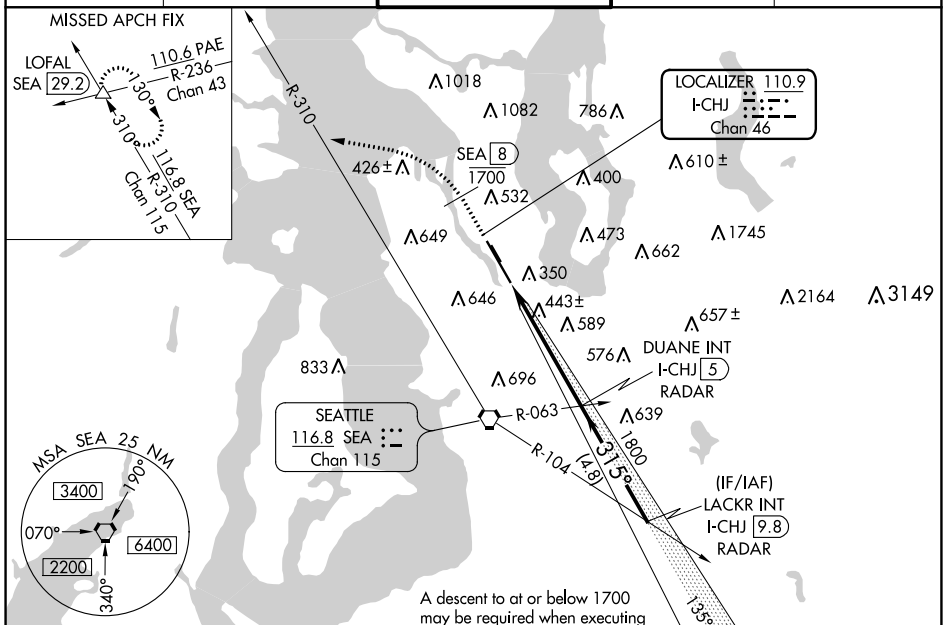 MISSED APCH FIX
LOFAL
SEA 29.2
110.6 PAE
R-236
Chan 43
130°
310°
116.8 SEA
R-310
Chan 115
R-310
1018
1082
786
LOCALIZER 110.9
I-CHJ
Chan 46
SEA 8
1700
426 ±
532
400
610 ±
649
473
662
1745
350
646
443 ±
589
657 ±
2164
3149
576
833
696
DUANE INT
I-CHJ 5
RADAR
R-063
639
SEATTLE
116.8 SEA
Chan 115
R-104
1800
315°
(4.8)
(IF/IAF)
LACKR INT
I-CHJ 9.8
RADAR
MSA SEA 25 NM
3400
190°
070°
6400
2200
340°
135°
A descent to at or below 1700
may be required when executing